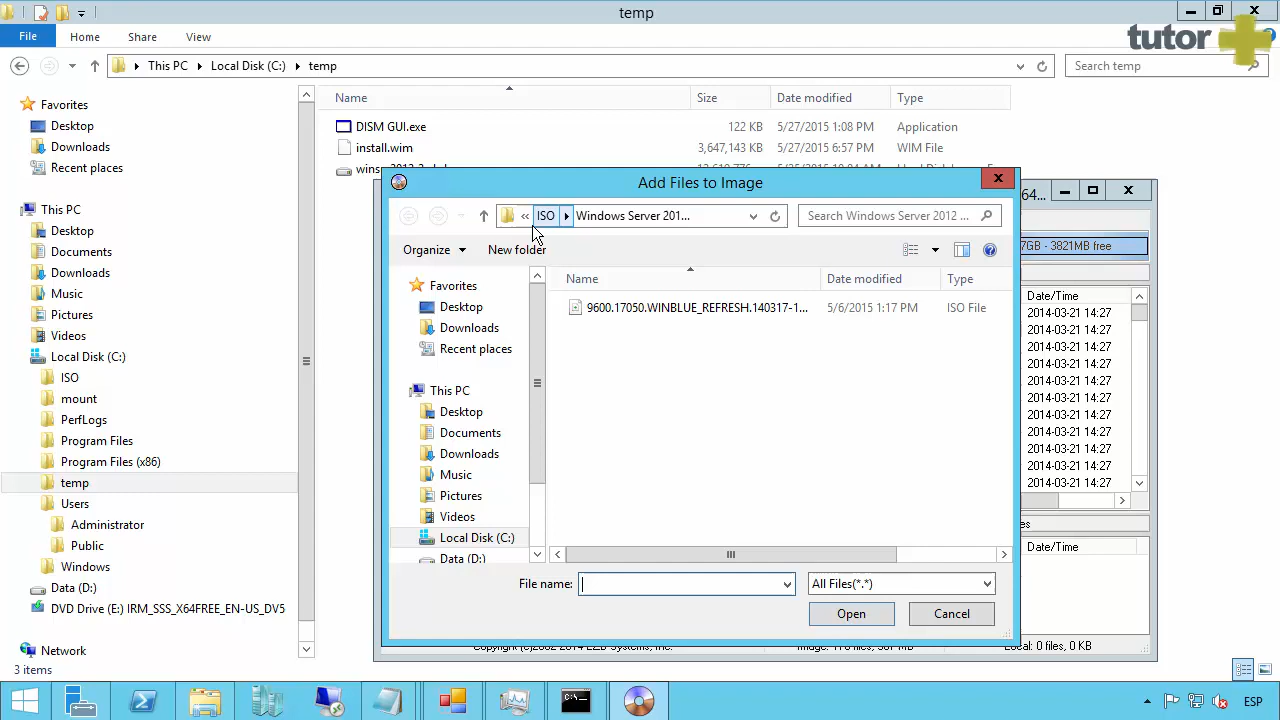 temp
tutor+
File Home Share View
This PC Local Disk (C:) temp
Search temp
Favorites
Desktop
Downloads
Recent places
This PC
Desktop
Documents
Downloads
Music
Pictures
Videos
Local Disk (C:)
ISO
mount
PerfLogs
Program Files
Program Files (x86)
temp
Users
Administrator
Public
Windows
Data (D:)
DVD Drive (E:) IRM_SSS_X64FREE_EN-US_DV5
Network
3 items
Name Size Date modified Type
DISM GUI.exe 122 KB 5/27/2015 1:08 PM Application
install.wim 3,647,143 KB 5/27/2015 6:57 PM WIM File
Add Files to Image
« ISO Windows Server 201... Search Windows Server 2012 ...
Organize New folder
Favorites
Desktop
Downloads
Recent places
This PC
Desktop
Documents
Downloads
Music
Pictures
Videos
Local Disk (C:)
Data (D:)
Name Date modified Type
9600.17050.WINBLUE_REFRESH.140317-1... 5/6/2015 1:17 PM ISO File
File name: All Files(*.*)
Open Cancel
64...
7GB - 3821MB free
Date/Time
2014-03-21 14:27
2014-03-21 14:27
2014-03-21 14:27
2014-03-21 14:27
2014-03-21 14:27
2014-03-21 14:27
2014-03-21 14:27
2014-03-21 14:27
2014-03-21 14:27
2014-03-21 14:27
2014-03-21 14:27
es
Date/Time
Local: 0 files, 0 KB
ESP